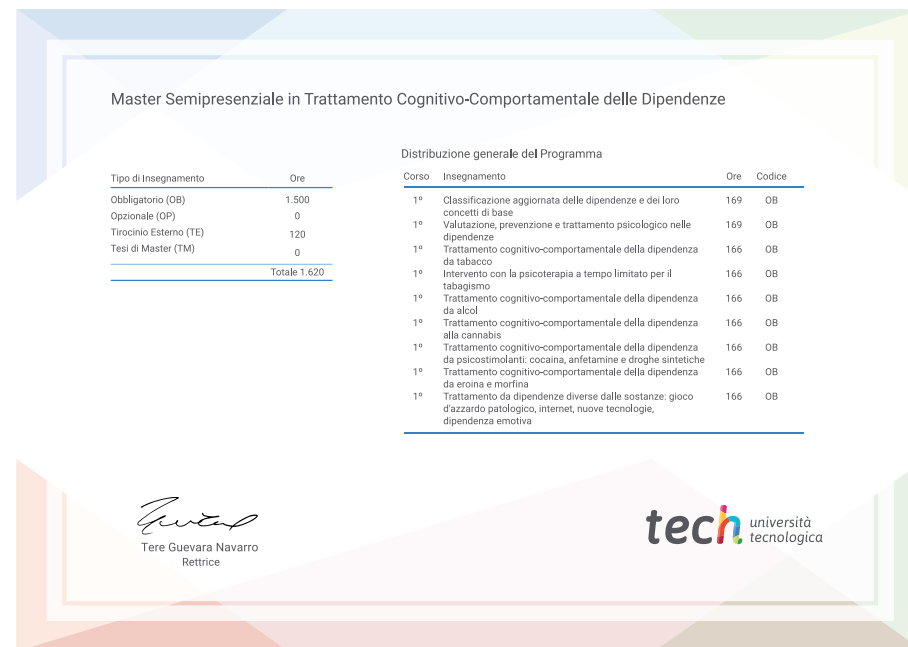 Master Semipresenziale in Trattamento Cognitivo-Comportamentale delle Dipendenze
Tipo di Insegnamento Ore
Obbligatorio (OB) 1.500
Opzionale (OP) 0
Tirocinio Esterno (TE) 120
Tesi di Master (TM) 0
Totale 1.620
Distribuzione generale del Programma
Corso Insegnamento Ore Codice
1º Classificazione aggiornata delle dipendenze e dei loro 169 OB
concetti di base
1º Valutazione, prevenzione e trattamento psicologico nelle 169 OB
dipendenze
1º Trattamento cognitivo-comportamentale della dipendenza 166 OB
da tabacco
1º Intervento con la psicoterapia a tempo limitato per il 166 OB
tabagismo
1º Trattamento cognitivo-comportamentale della dipendenza 166 OB
da alcol
1º Trattamento cognitivo-comportamentale della dipendenza 166 OB
alla cannabis
1º Trattamento cognitivo-comportamentale della dipendenza 166 OB
da psicostimolanti: cocaina, anfetamine e droghe sintetiche
1º Trattamento cognitivo-comportamentale della dipendenza 166 OB
da eroina e morfina
1º Trattamento da dipendenze diverse dalle sostanze: gioco 166 OB
d'azzardo patologico, internet, nuove tecnologie,
dipendenza emotiva
Tere Guevara Navarro
Rettrice
tech università
tecnologica